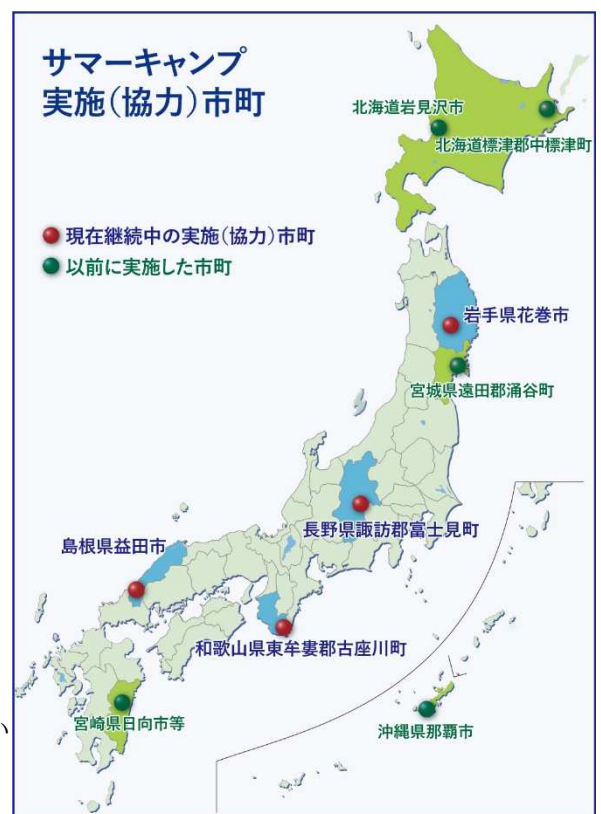 サマーキャンプ
実施(協力)市町
北海道岩見沢市
北海道標津郡中標津町
現在継続中の実施(協力)市町
以前に実施した市町
岩手県花巻市
宮城県遠田郡涌谷町
長野県諏訪郡富士見町
島根県益田市
和歌山県東牟婁郡古座川町
宮崎県日向市等
沖縄県那覇市
い